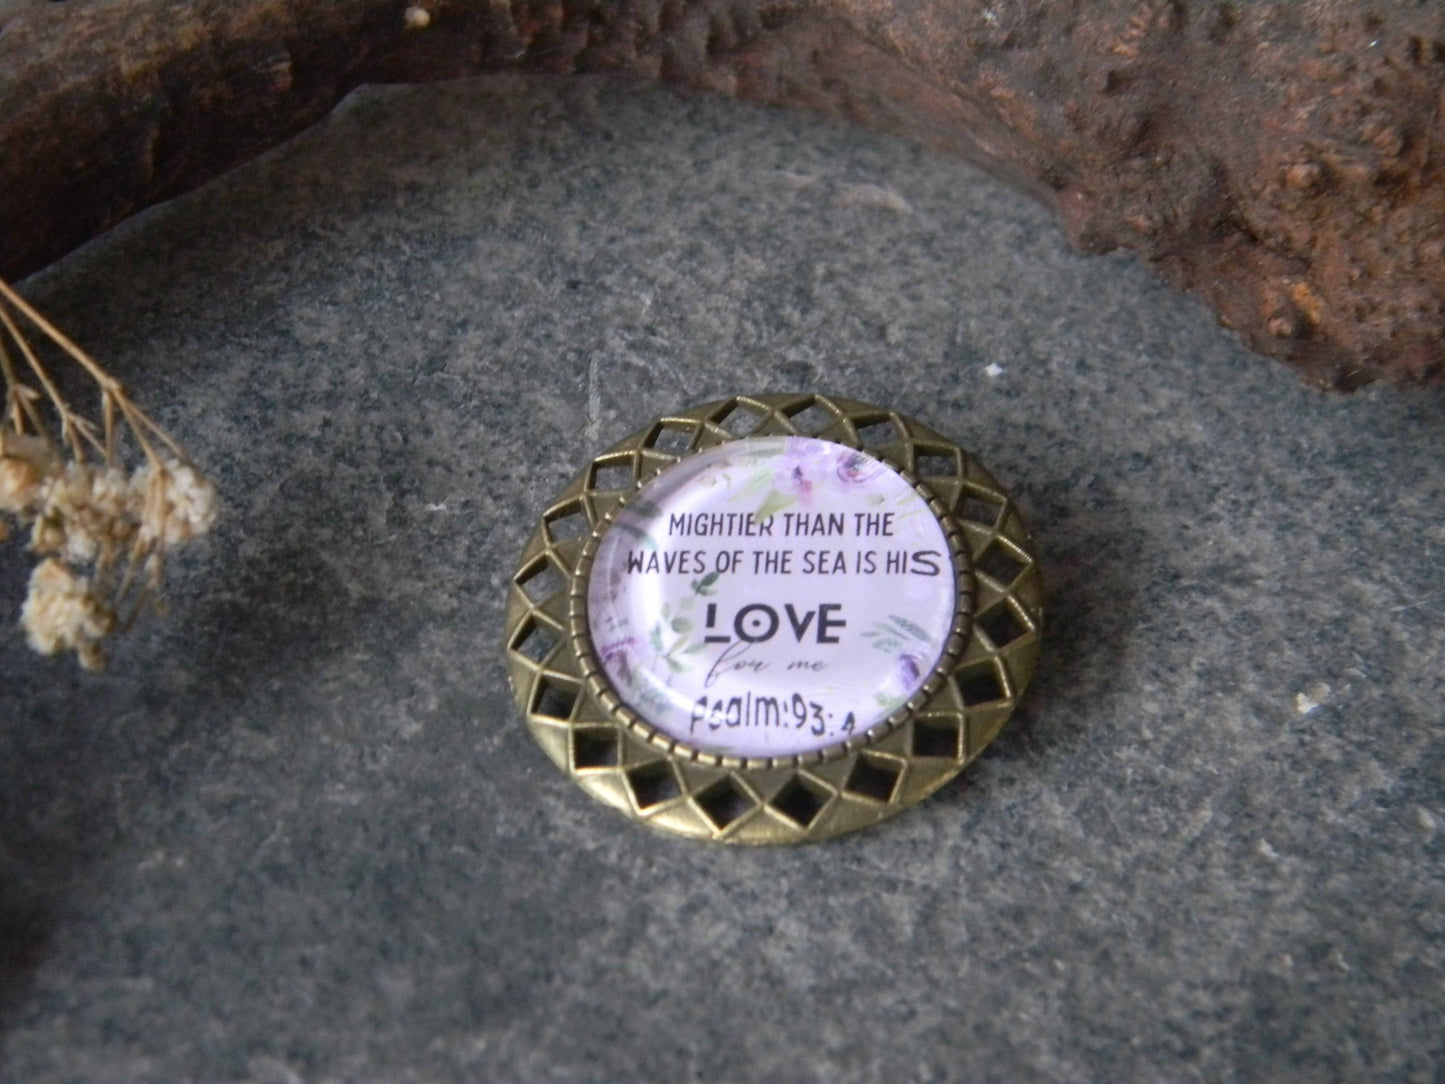 MIGHTIER THAN THE
WAVES OF THE SEA IS HIS
LOVE
for me
Psalm:93:4